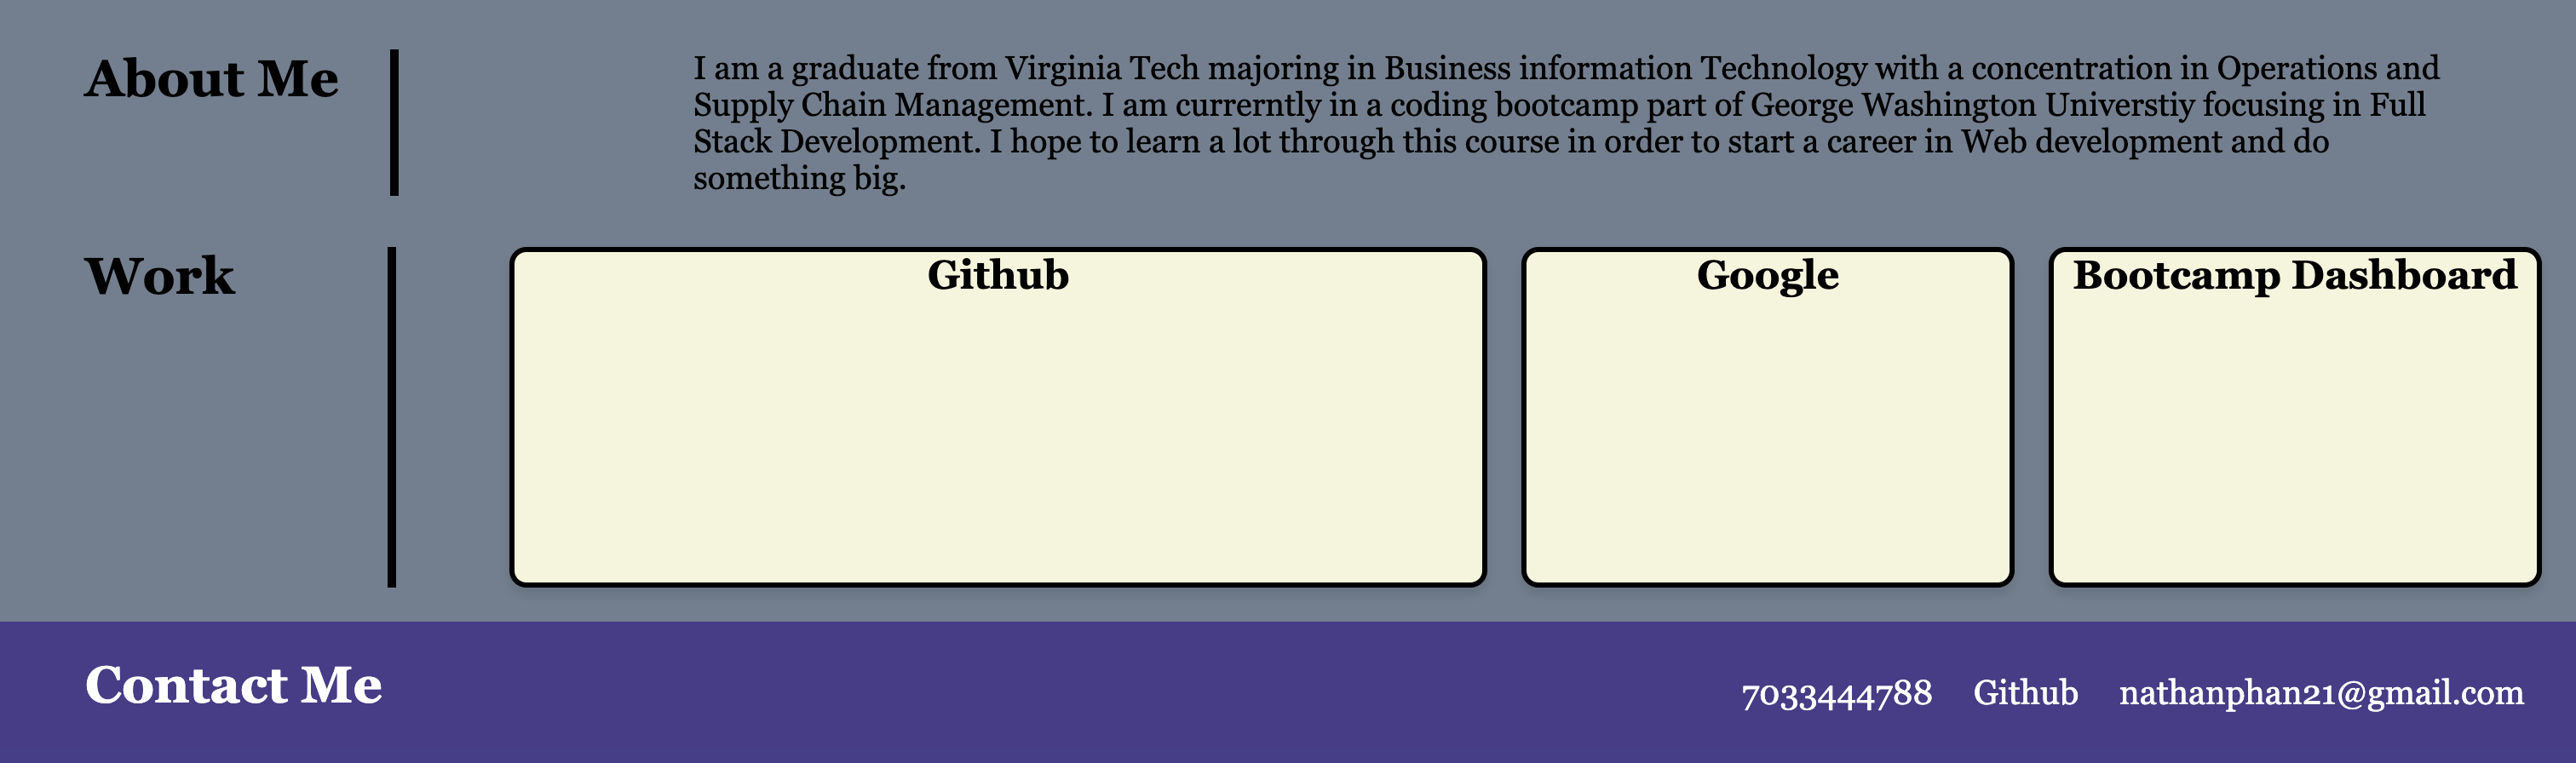 About Me
I am a graduate from Virginia Tech majoring in Business information Technology with a concentration in Operations and
Supply Chain Management. I am currerntly in a coding bootcamp part of George Washington Universtiy focusing in Full
Stack Development. I hope to learn a lot through this course in order to start a career in Web development and do
something big.
Work
Github
Google
Bootcamp Dashboard
Contact Me
7033444788 Github nathanphan21@gmail.com